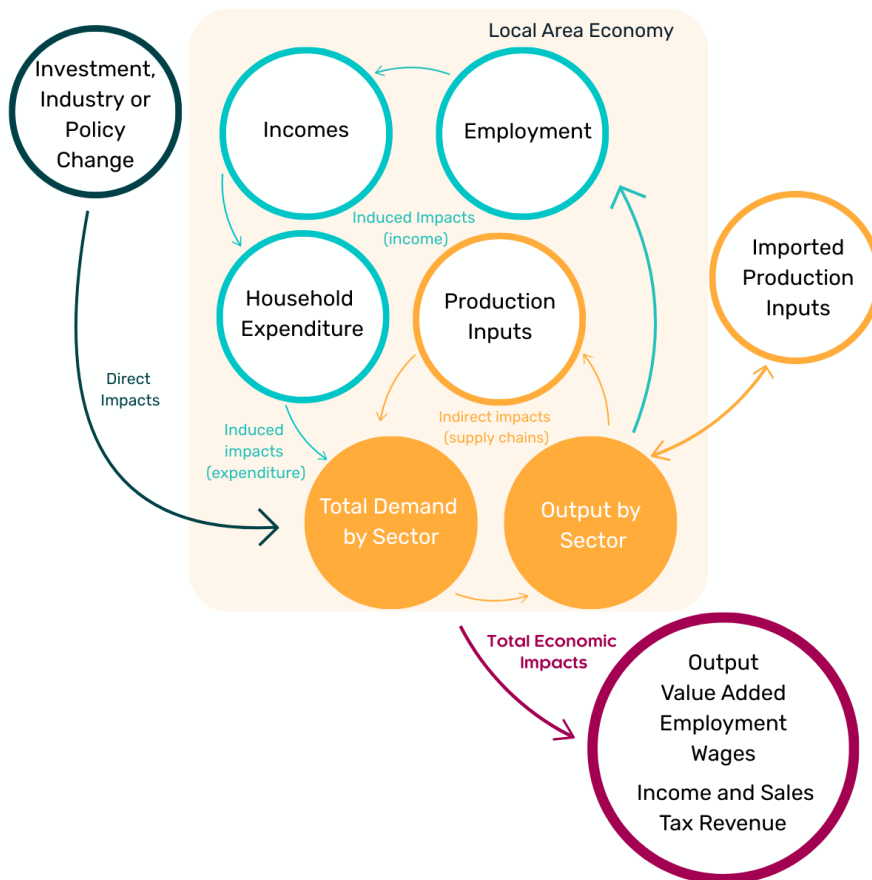 Local Area Economy
Investment,
Industry or
Policy
Change
Incomes
Employment
Induced Impacts
(income)
Household
Expenditure
Production
Inputs
Imported
Production
Inputs
Direct
Impacts
Induced
impacts
(expenditure)
Indirect impacts
(supply chains)
Total Demand
by Sector
Output by
Sector
Total Economic
Impacts
Output
Value Added
Employment
Wages
Income and Sales
Tax Revenue